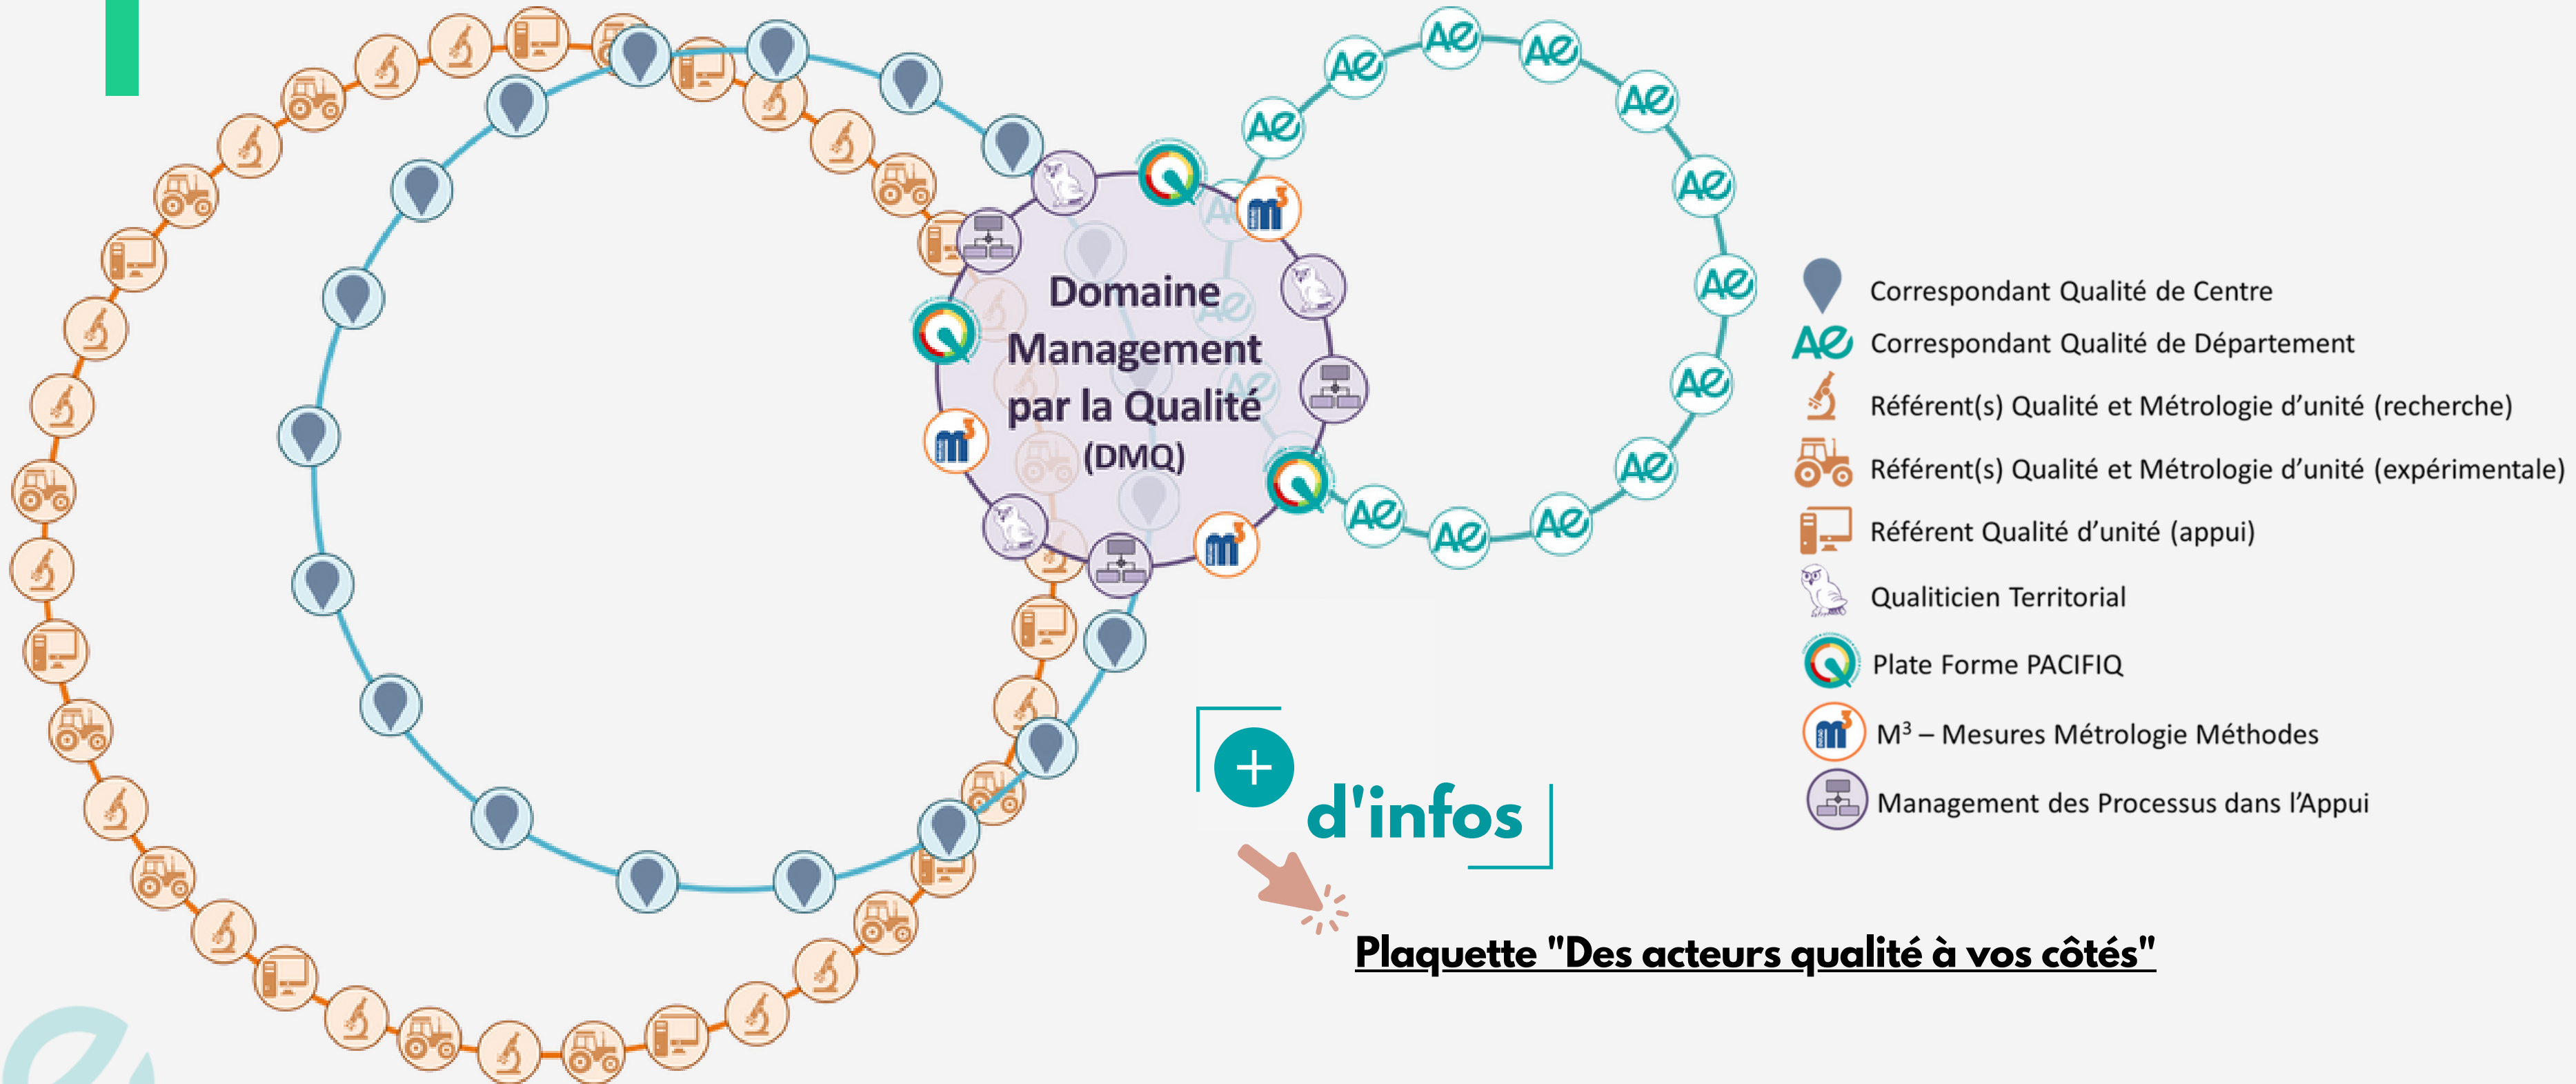 Domaine
Management
par la Qualité
(DMQ)
Correspondant Qualité de Centre
Correspondant Qualité de Département
Référent(s) Qualité et Métrologie d'unité (recherche)
Référent(s) Qualité et Métrologie d'unité (expérimentale)
Référent Qualité d'unité (appui)
Qualiticien Territorial
Plate Forme PACIFIQ
M³ – Mesures Métrologie Méthodes
Management des Processus dans l'Appui
+
d'infos
Plaquette "Des acteurs qualité à vos côtés"